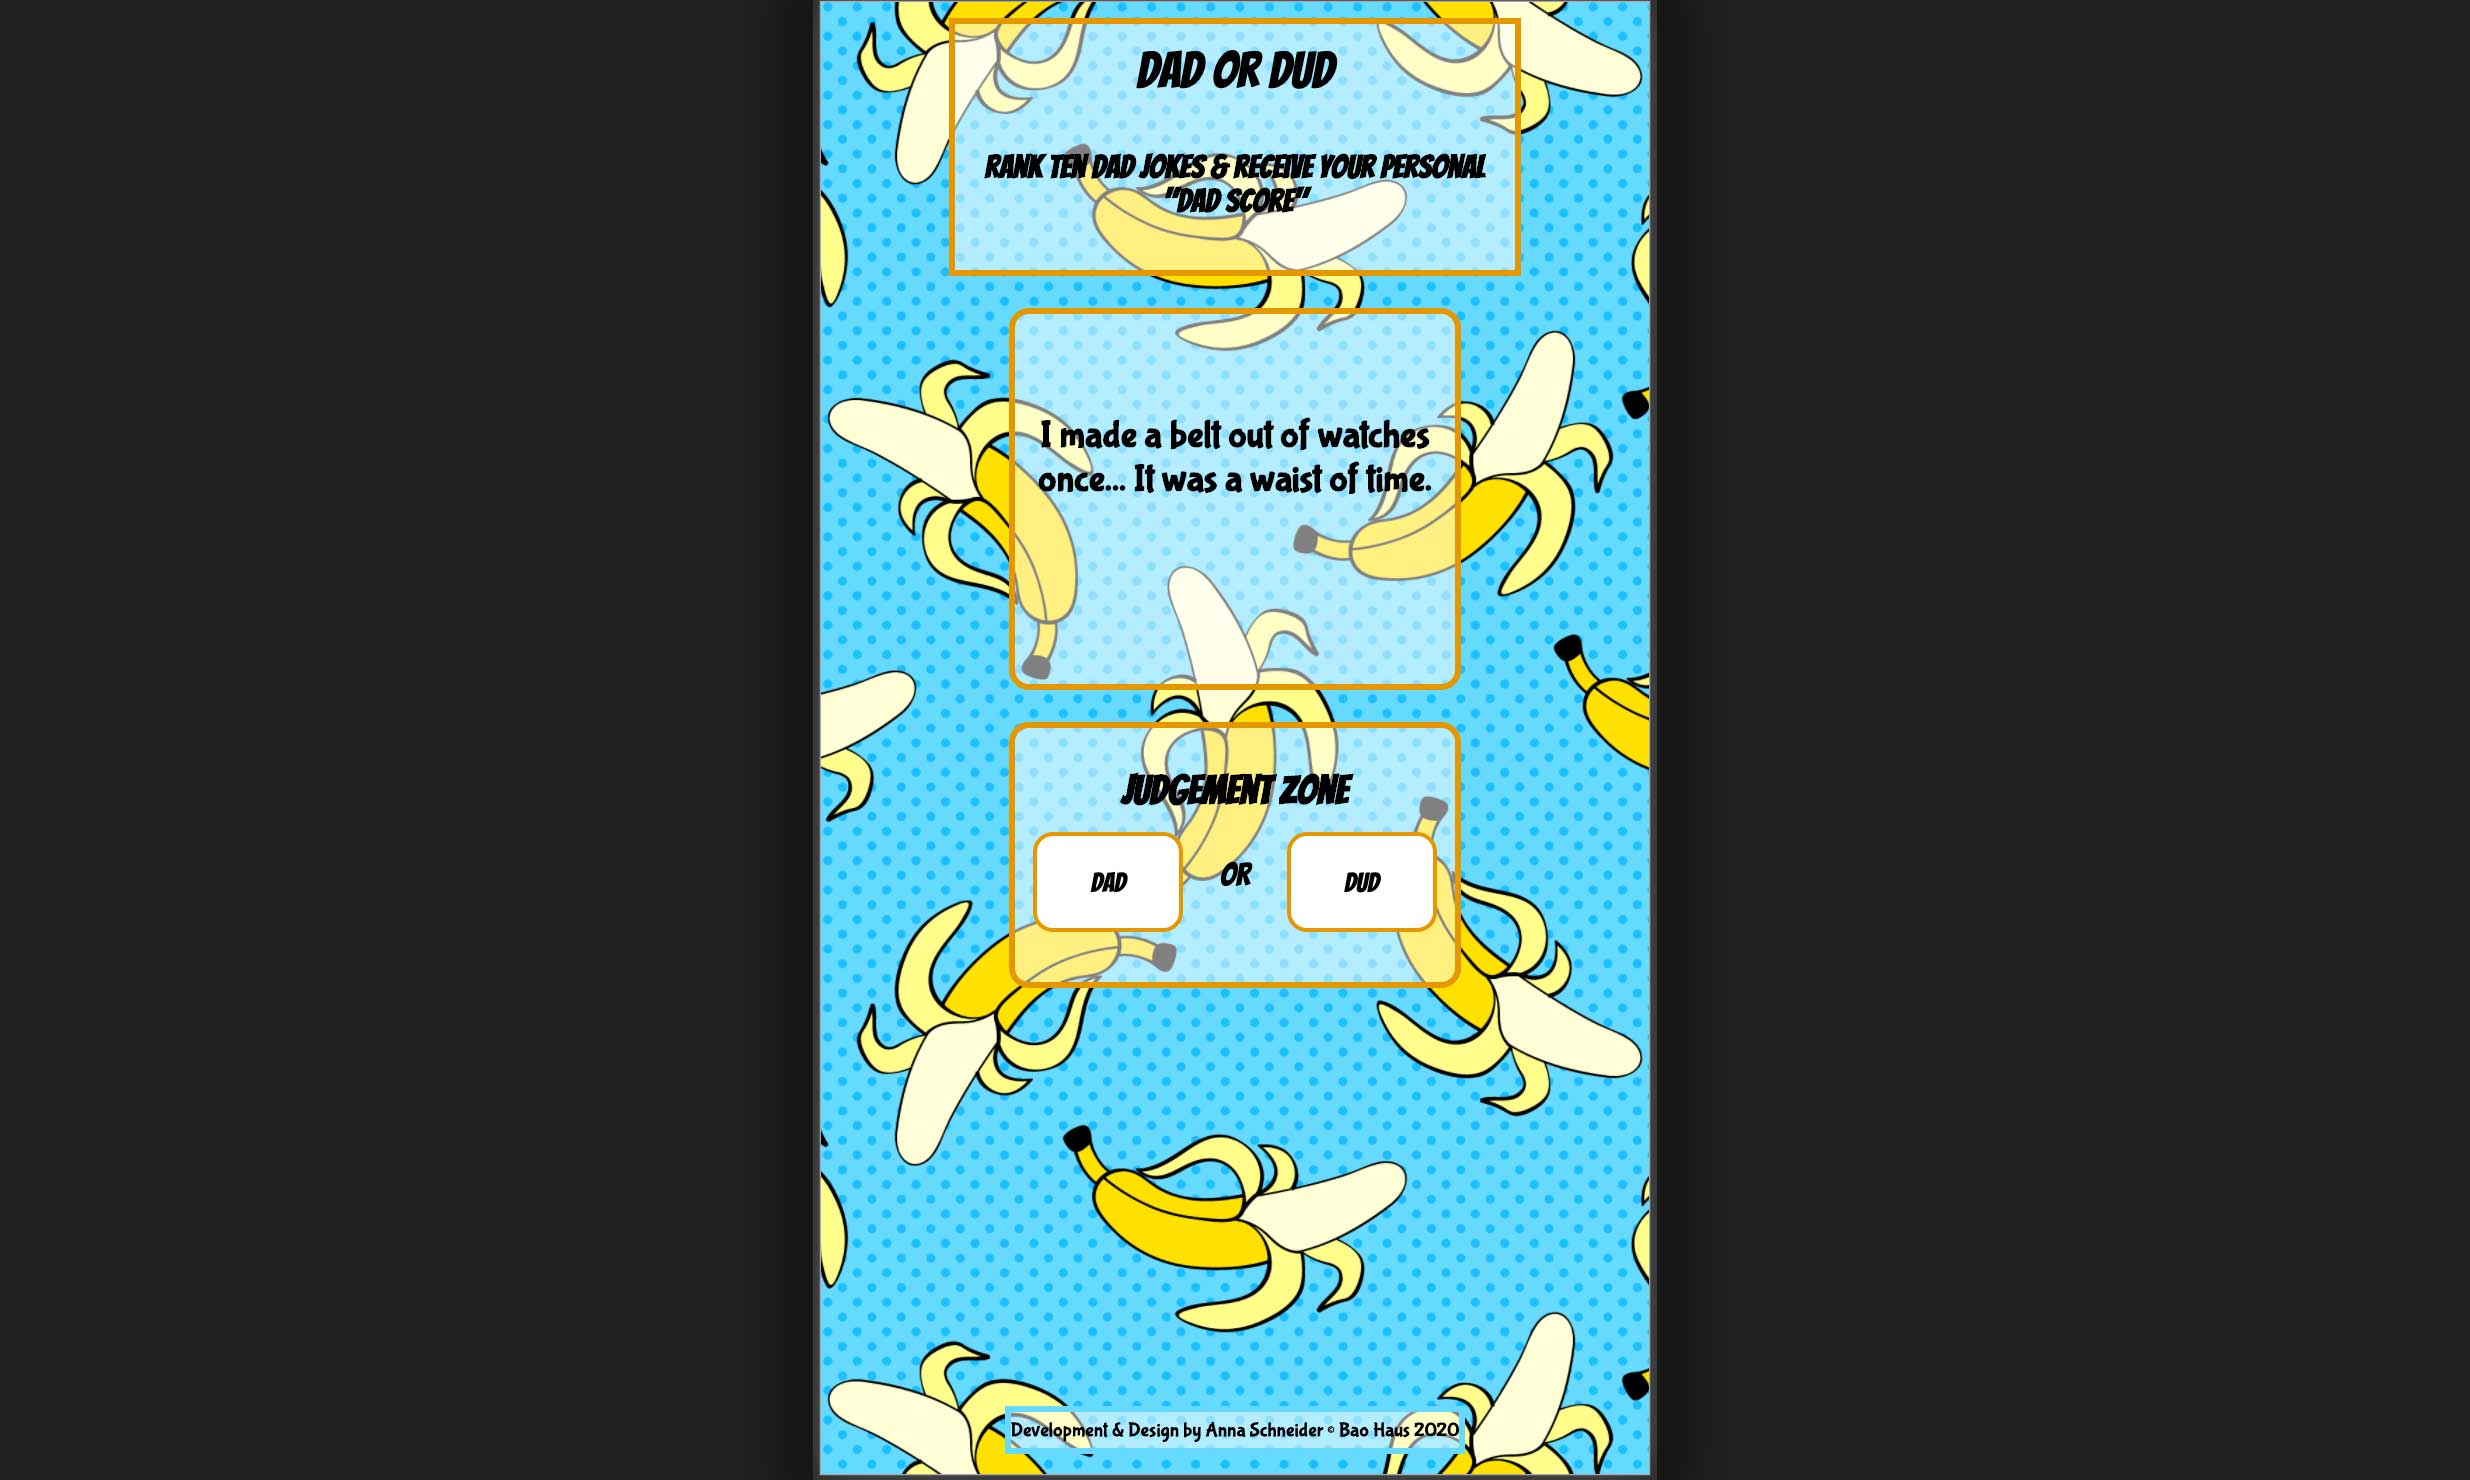 DAD OR DUD
RANK TEN DAD JOKES & RECEIVE YOUR PERSONAL
"DAD SCORE"
I made a belt out of watches
once... It was a waist of time.
JUDGEMENT ZONE
DAD OR DUD
Development & Design by Anna Schneider © Bao Haus 2020